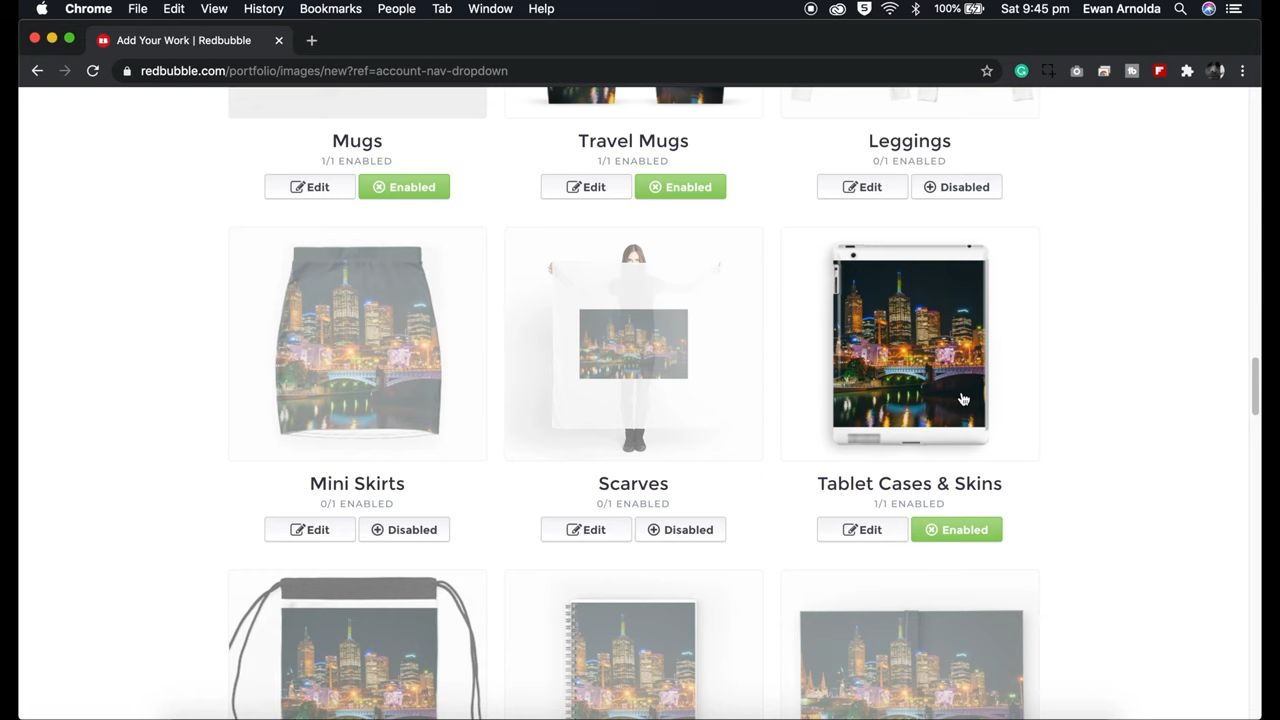 Chrome File Edit View History Bookmarks People Tab Window Help 100% Sat 9:45 pm Ewan Arnolda
Add Your Work | Redbubble
redbubble.com/portfolio/images/new?ref=account-nav-dropdown
Mugs Travel Mugs Leggings
1/1 ENABLED 1/1 ENABLED 0/1 ENABLED
Edit Enabled Edit Enabled Edit Disabled
Mini Skirts Scarves Tablet Cases & Skins
0/1 ENABLED 0/1 ENABLED 1/1 ENABLED
Edit Disabled Edit Disabled Edit Enabled